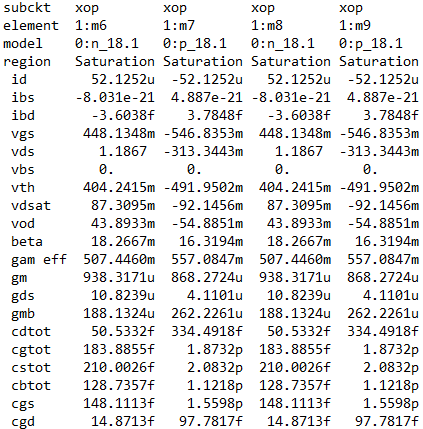 subckt xop xop xop xop
element 1:m6 1:m7 1:m8 1:m9
model 0:n_18.1 0:p_18.1 0:n_18.1 0:p_18.1
region Saturation Saturation Saturation Saturation
id 52.1252u -52.1252u 52.1252u -52.1252u
ibs -8.031e-21 4.887e-21 -8.031e-21 4.887e-21
ibd -3.6038f 3.7848f -3.6038f 3.7848f
vgs 448.1348m -546.8353m 448.1348m -546.8353m
vds 1.1867 -313.3443m 1.1867 -313.3443m
vbs 0. 0. 0. 0.
vth 404.2415m -491.9502m 404.2415m -491.9502m
vdsat 87.3095m -92.1456m 87.3095m -92.1456m
vod 43.8933m -54.8851m 43.8933m -54.8851m
beta 18.2667m 16.3194m 18.2667m 16.3194m
gam eff 507.4460m 557.0847m 507.4460m 557.0847m
gm 938.3171u 868.2724u 938.3171u 868.2724u
gds 10.8239u 4.1101u 10.8239u 4.1101u
gmb 188.1324u 262.2261u 188.1324u 262.2261u
cdtot 50.5332f 334.4918f 50.5332f 334.4918f
cgtot 183.8855f 1.8732p 183.8855f 1.8732p
cstot 210.0026f 2.0832p 210.0026f 2.0832p
cbtot 128.7357f 1.1218p 128.7357f 1.1218p
cgs 148.1113f 1.5598p 148.1113f 1.5598p
cgd 14.8713f 97.7817f 14.8713f 97.7817f